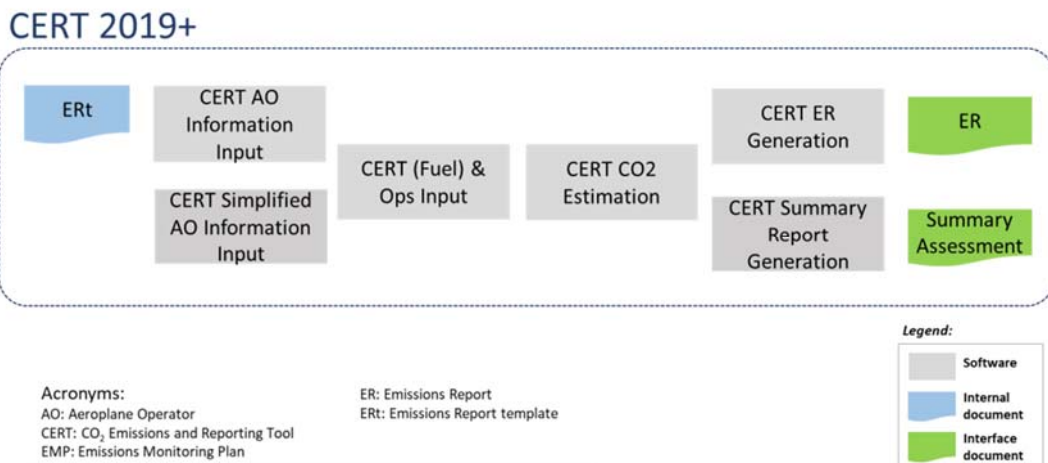 CERT 2019+
ERt
CERT AO
Information
Input
CERT Simplified
AO Information
Input
CERT (Fuel) &
Ops Input
CERT CO2
Estimation
CERT ER
Generation
CERT Summary
Report
Generation
ER
Summary
Assessment
Legend:
Software
Internal
document
Interface
document
Acronyms:
AO: Aeroplane Operator
CERT: CO₂ Emissions and Reporting Tool
EMP: Emissions Monitoring Plan
ER: Emissions Report
ERt: Emissions Report template